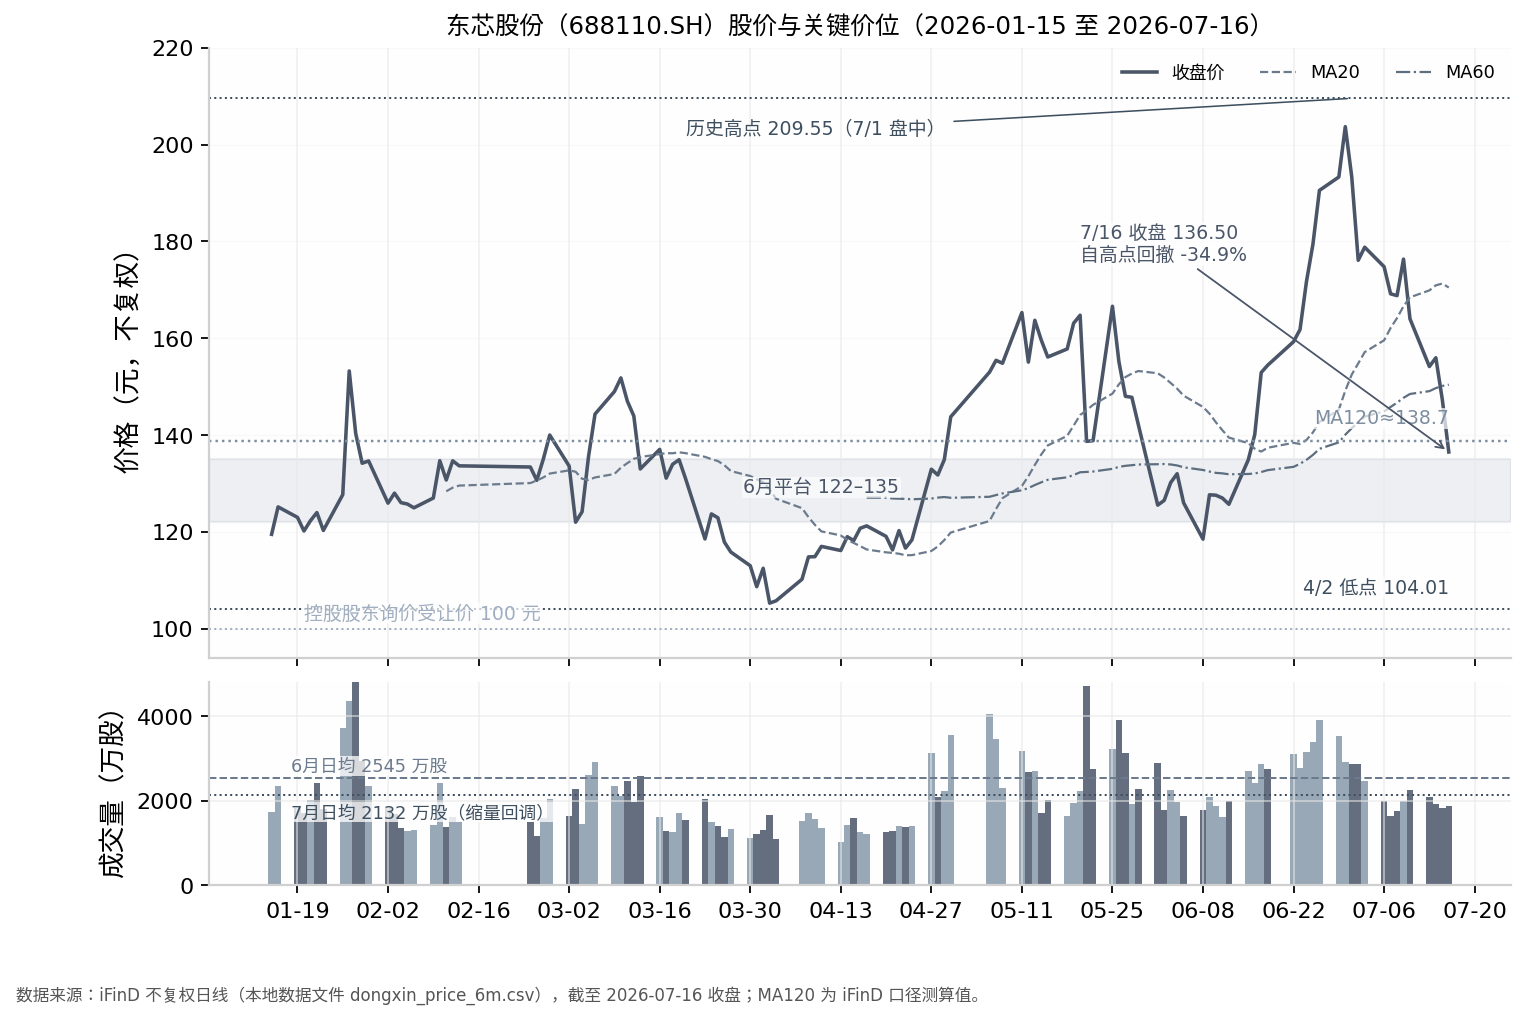 东芯股份（688110.SH）股价与关键价位（2026-01-15 至 2026-07-16）
收盘价 MA20 MA60
价格（元，不复权）
220
200
180
160
140
120
100
历史高点 209.55（7/1 盘中）
7/16 收盘 136.50
自高点回撤 -34.9%
MA120≈138.7
6月平台 122–135
4/2 低点 104.01
控股股东询价受让价 100 元
成交量（万股）
4000
2000
0
6月日均 2545 万股
7月日均 2132 万股（缩量回调）
01-19 02-02 02-16 03-02 03-16 03-30 04-13 04-27 05-11 05-25 06-08 06-22 07-06 07-20
数据来源：iFinD 不复权日线（本地数据文件 dongxin_price_6m.csv），截至 2026-07-16 收盘；MA120 为 iFinD 口径测算值。